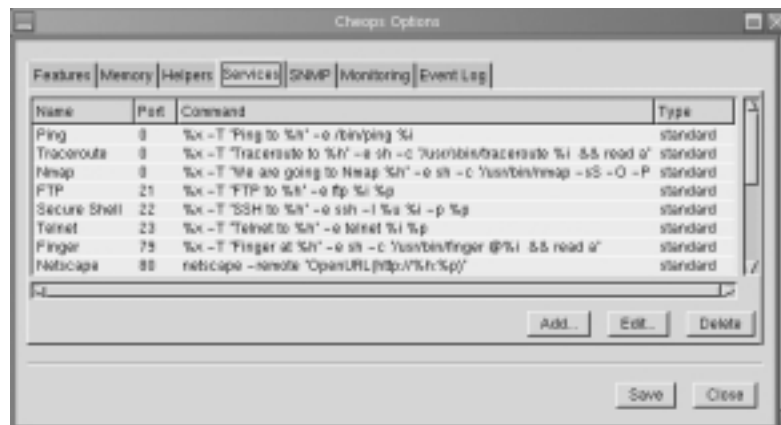 Cheops Options
Features Memory Helpers Services SNMP Monitoring Event Log
Name Port Command Type
Ping 0 %x -T "Ping to %h" -e /bin/ping %i standard
Traceroute 0 %x -T "Traceroute to %h" -e sh -c "/usr/sbin/traceroute %i && read a" standard
Nmap 0 %x -T "We are going to Nmap %h" -e sh -c "/usr/bin/nmap -sS -O -P standard
FTP 21 %x -T "FTP to %h" -e ftp %i %p standard
Secure Shell 22 %x -T "SSH to %h" -e ssh -l %u %i -p %p standard
Telnet 23 %x -T "Telnet to %h" -e telnet %i %p standard
Finger 79 %x -T "Finger at %h" -e sh -c "/usr/bin/finger @%i && read a" standard
Netscape 80 netscape -remote "OpenURL(http://%h:%p)" standard
Add... Edit... Delete
Save Close